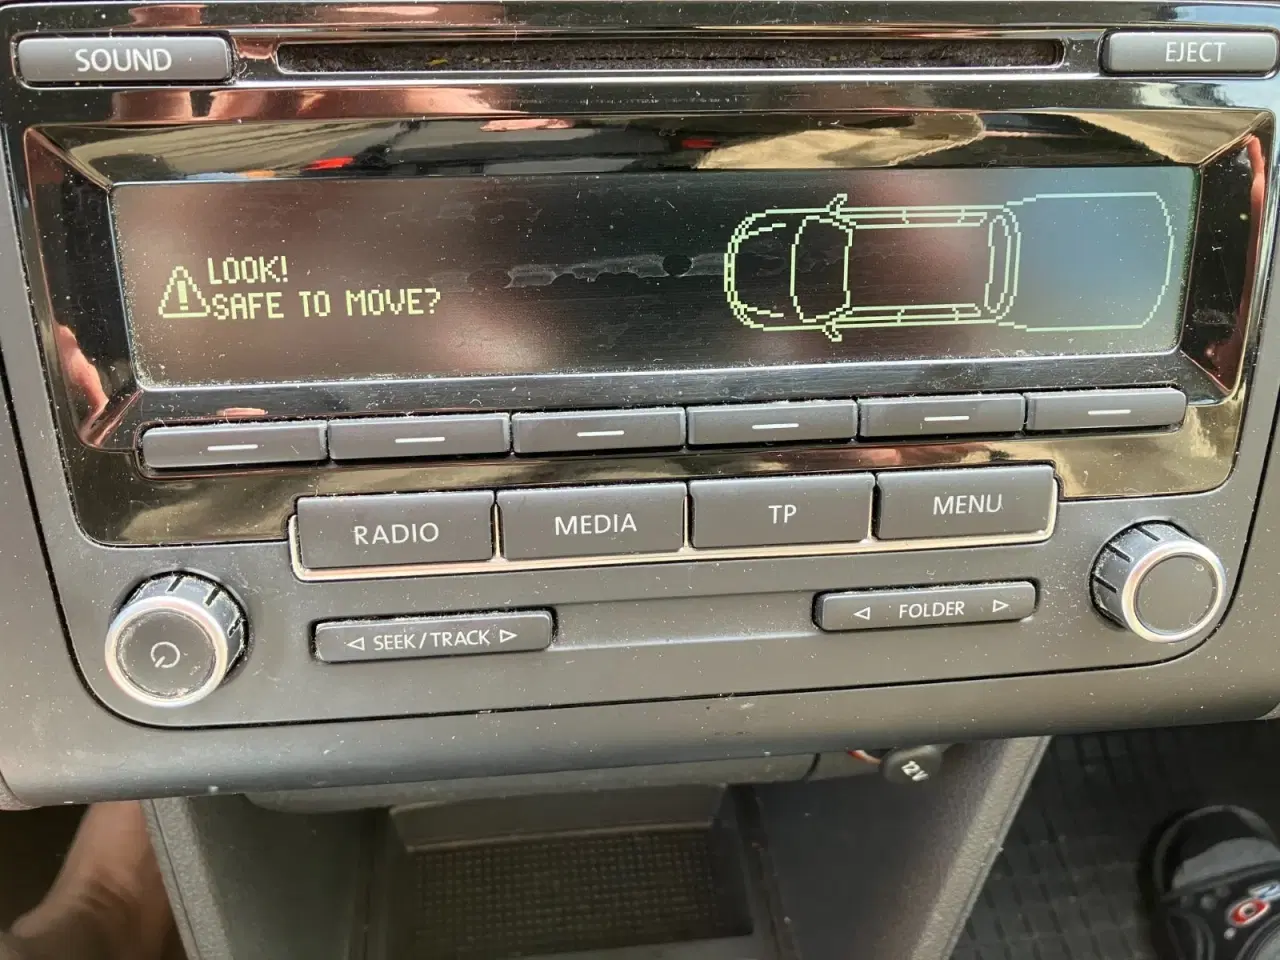 SOUND
EJECT
LOOK!
SAFE TO MOVE?
RADIO
MEDIA
TP
MENU
SEEK/TRACK
FOLDER
12V